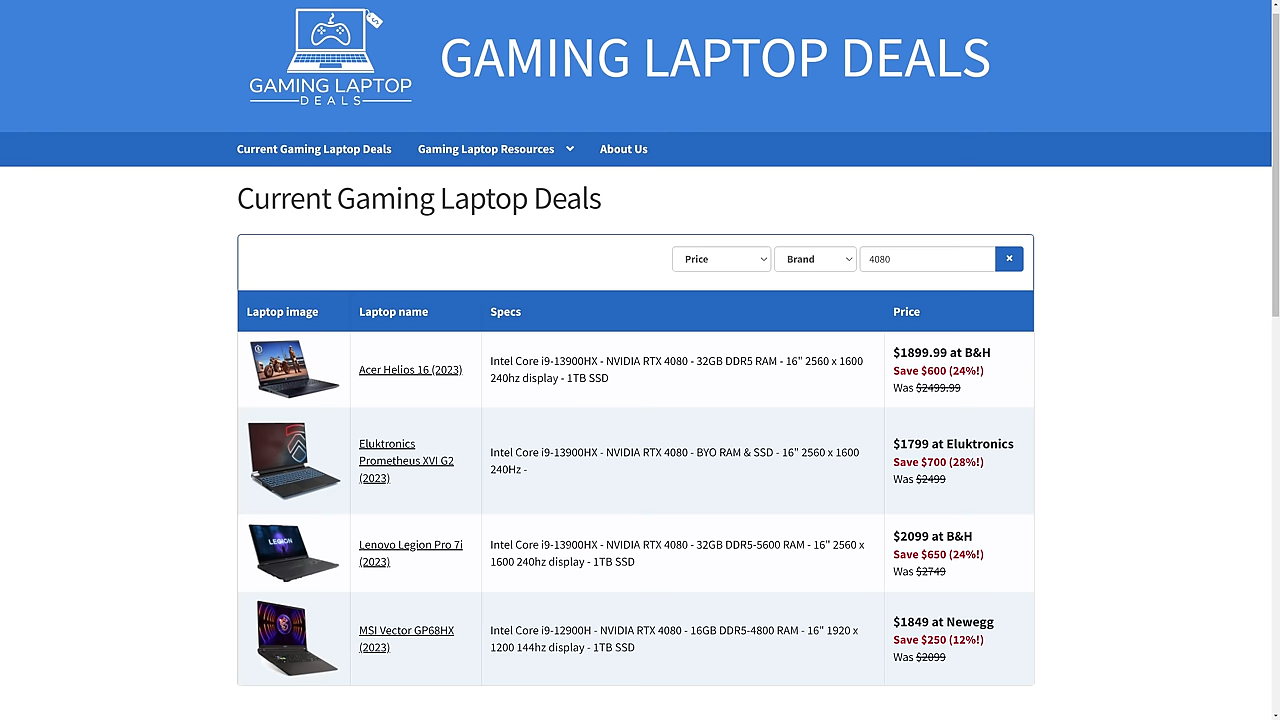 GAMING LAPTOP
DEALS
GAMING LAPTOP DEALS
Current Gaming Laptop Deals
Gaming Laptop Resources
About Us
Current Gaming Laptop Deals
Price
Brand
4080
×
Laptop image
Laptop name
Specs
Price
Acer Helios 16 (2023)
Intel Core i9-13900HX - NVIDIA RTX 4080 - 32GB DDR5 RAM - 16" 2560 x 1600
240hz display - 1TB SSD
$1899.99 at B&H
Save $600 (24%!)
Was $2499.99
Eluktronics
Prometheus XVI G2
(2023)
Intel Core i9-13900HX - NVIDIA RTX 4080 - BYO RAM & SSD - 16" 2560 x 1600
240Hz -
$1799 at Eluktronics
Save $700 (28%!)
Was $2499
LEGION
Lenovo Legion Pro 7i
(2023)
Intel Core i9-13900HX - NVIDIA RTX 4080 - 32GB DDR5-5600 RAM - 16" 2560 x
1600 240hz display - 1TB SSD
$2099 at B&H
Save $650 (24%!)
Was $2749
MSI Vector GP68HX
(2023)
Intel Core i9-12900H - NVIDIA RTX 4080 - 16GB DDR5-4800 RAM - 16" 1920 x
1200 144hz display - 1TB SSD
$1849 at Newegg
Save $250 (12%!)
Was $2099